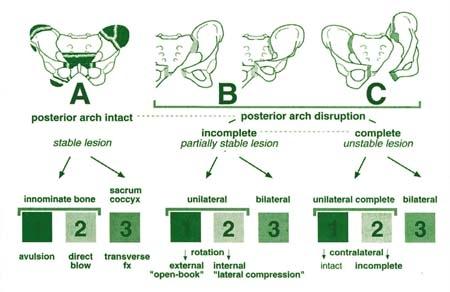 A B C
posterior arch intact posterior arch disruption
incomplete complete
stable lesion partially stable lesion unstable lesion
innominate bone sacrum coccyx unilateral bilateral unilateral complete bilateral
1 2 3 1 2 3 1 2 3
avulsion direct blow transverse fx
rotation
external "open-book" internal "lateral compression"
contralateral
intact incomplete